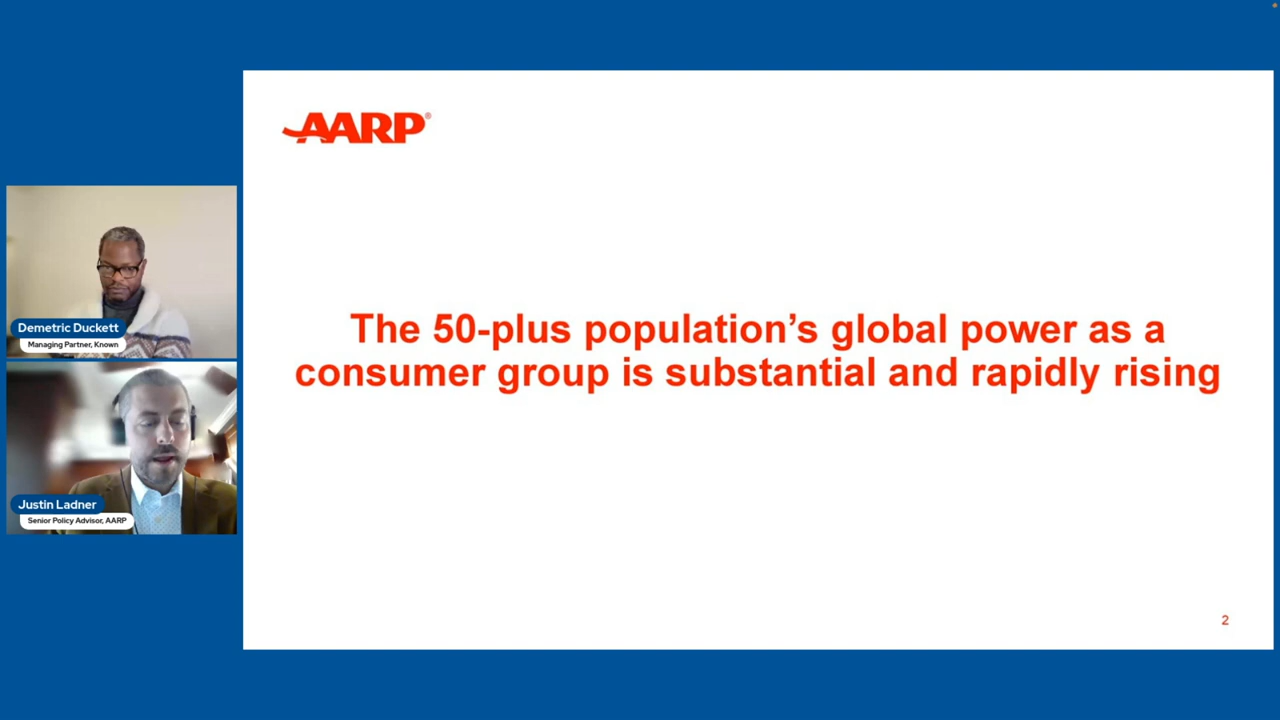 AARP®
Demetric Duckett
Managing Partner, Known
Justin Ladner
Senior Policy Advisor, AARP
The 50-plus population’s global power as a
consumer group is substantial and rapidly rising
2